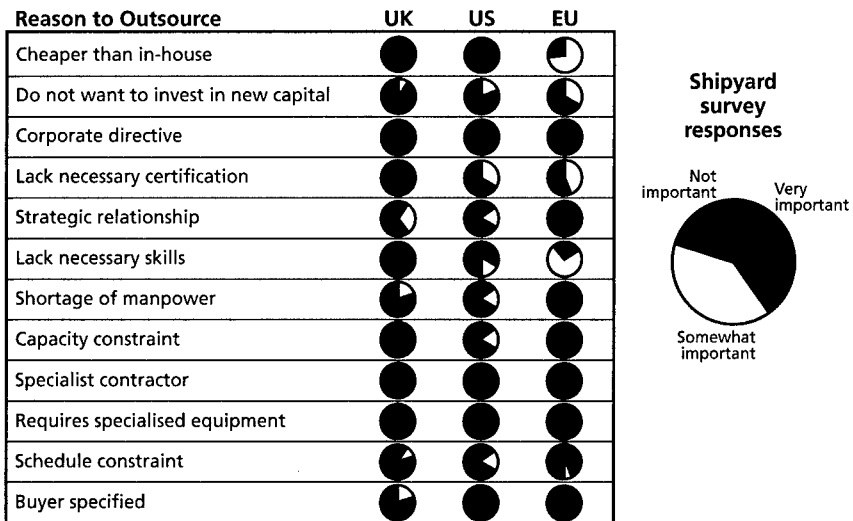 Reason to Outsource UK US EU
Cheaper than in-house
Do not want to invest in new capital
Corporate directive
Lack necessary certification
Strategic relationship
Lack necessary skills
Shortage of manpower
Capacity constraint
Specialist contractor
Requires specialised equipment
Schedule constraint
Buyer specified
Shipyard
survey
responses
Not
important
Very
important
Somewhat
important